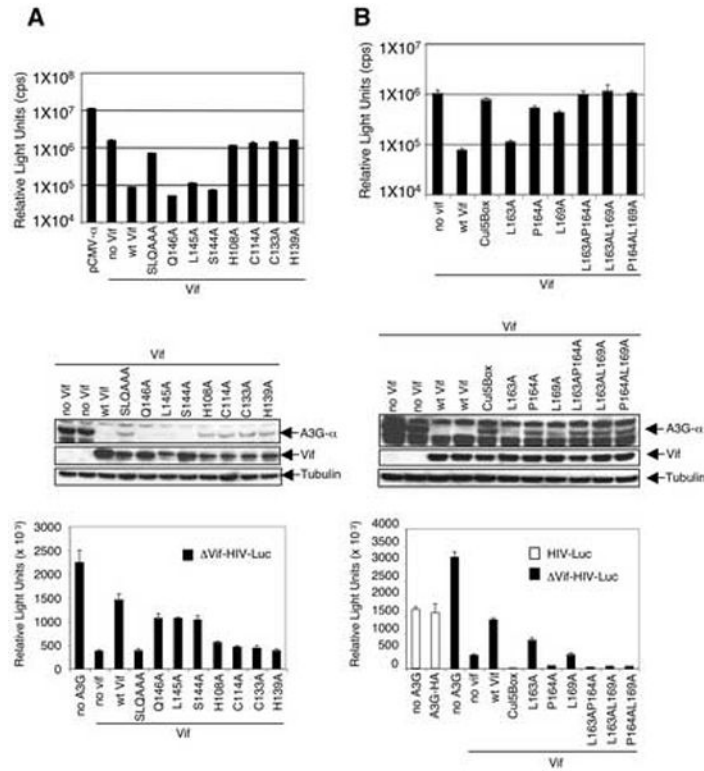 A
Relative Light Units (cps)
1X10⁸
1X10⁷
1X10⁶
1X10⁵
1X10⁴
pCMV-α
no Vif
wt Vif
SLQAAA
Q146A
L145A
S144A
H108A
C114A
C133A
H139A
Vif
Vif
no Vif
no Vif
wt Vif
SLQAAA
Q146A
L145A
S144A
H108A
C114A
C133A
H139A
A3G-α
Vif
Tubulin
Relative Light Units (x 10⁻³)
3000
2500
2000
1500
1000
500
0
ΔVif-HIV-Luc
no A3G
no vif
wt Vif
SLQAAA
Q146A
L145A
S144A
H108A
C114A
C133A
H139A
Vif
B
Relative Light Units (cps)
1X10⁷
1X10⁶
1X10⁵
1X10⁴
no vif
wt Vif
Cul5Box
L163A
P164A
L169A
L163AP164A
L163AL169A
P164AL169A
Vif
Vif
no Vif
no Vif
wt Vif
wt Vif
Cul5Box
L163A
P164A
L169A
L163AP164A
L163AL169A
P164AL169A
A3G-α
Vif
Tubulin
Relative Light Units (x 10⁻³)
4000
3500
3000
2500
2000
1500
1000
500
0
HIV-Luc
ΔVif-HIV-Luc
no A3G
A3G-HA
no A3G
no vif
wt Vif
Cul5Box
L163A
P164A
L169A
L163AP164A
L163AL169A
P164AL169A
Vif